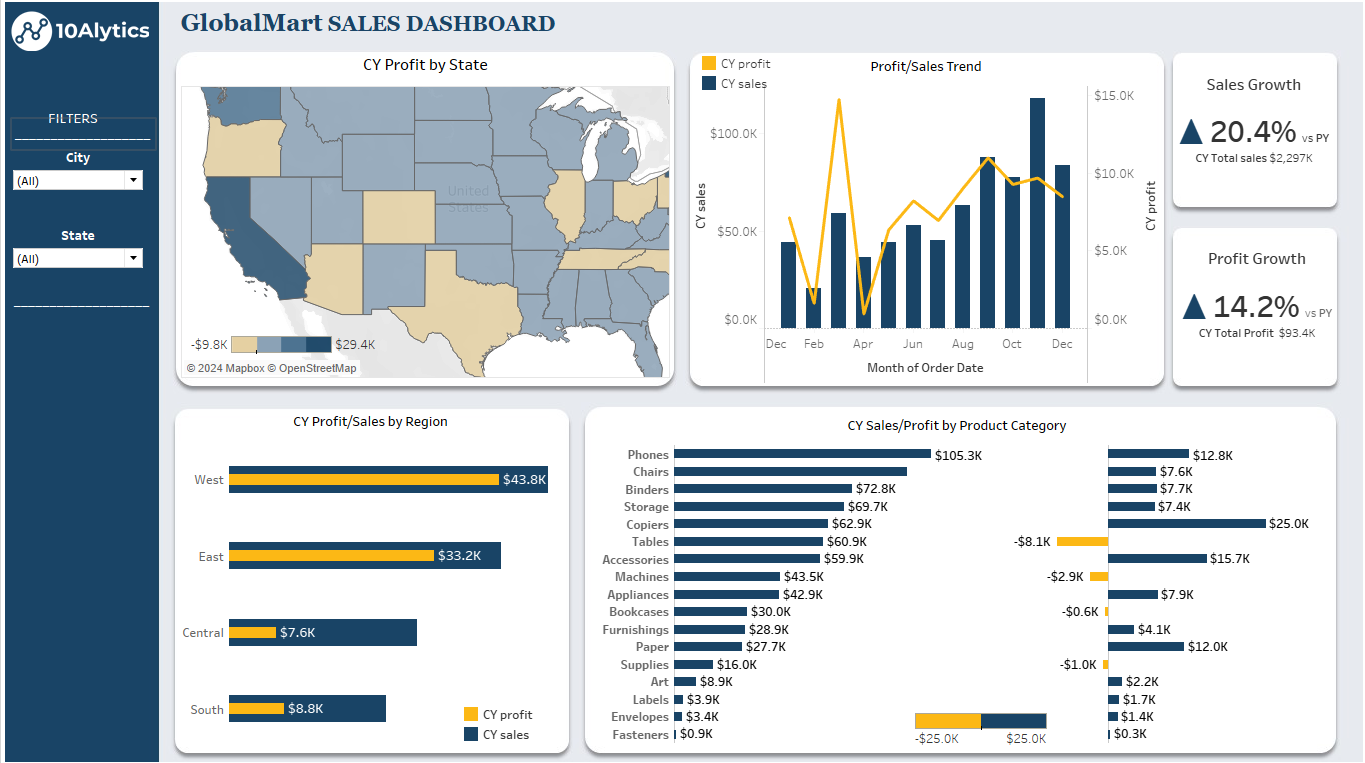 10Alytics
GlobalMart SALES DASHBOARD
FILTERS
City
(All)
State
(All)
CY Profit by State
United
States
-$9.8K $29.4K
© 2024 Mapbox © OpenStreetMap
CY profit
CY sales
Profit/Sales Trend
$100.0K
$50.0K
$0.0K
CY sales
$15.0K
$10.0K
$5.0K
$0.0K
CY profit
Dec Feb Apr Jun Aug Oct Dec
Month of Order Date
Sales Growth
20.4% vs PY
CY Total sales $2,297K
Profit Growth
14.2% vs PY
CY Total Profit $93.4K
CY Profit/Sales by Region
West $43.8K
East $33.2K
Central $7.6K
South $8.8K
CY profit
CY sales
CY Sales/Profit by Product Category
Phones $105.3K $12.8K
Chairs $7.6K
Binders $72.8K $7.7K
Storage $69.7K $7.4K
Copiers $62.9K $25.0K
Tables $60.9K -$8.1K
Accessories $59.9K $15.7K
Machines $43.5K -$2.9K
Appliances $42.9K $7.9K
Bookcases $30.0K -$0.6K
Furnishings $28.9K $4.1K
Paper $27.7K $12.0K
Supplies $16.0K -$1.0K
Art $8.9K $2.2K
Labels $3.9K $1.7K
Envelopes $3.4K $1.4K
Fasteners $0.9K $0.3K
-$25.0K $25.0K